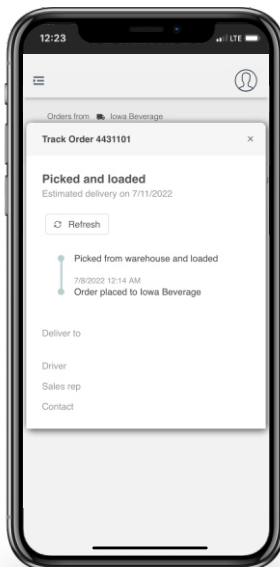 12:23
LTE
Orders from Iowa Beverage
Track Order 4431101 ×
Picked and loaded
Estimated delivery on 7/11/2022
Refresh
Picked from warehouse and loaded
7/8/2022 12:14 AM
Order placed to Iowa Beverage
Deliver to
Driver
Sales rep
Contact